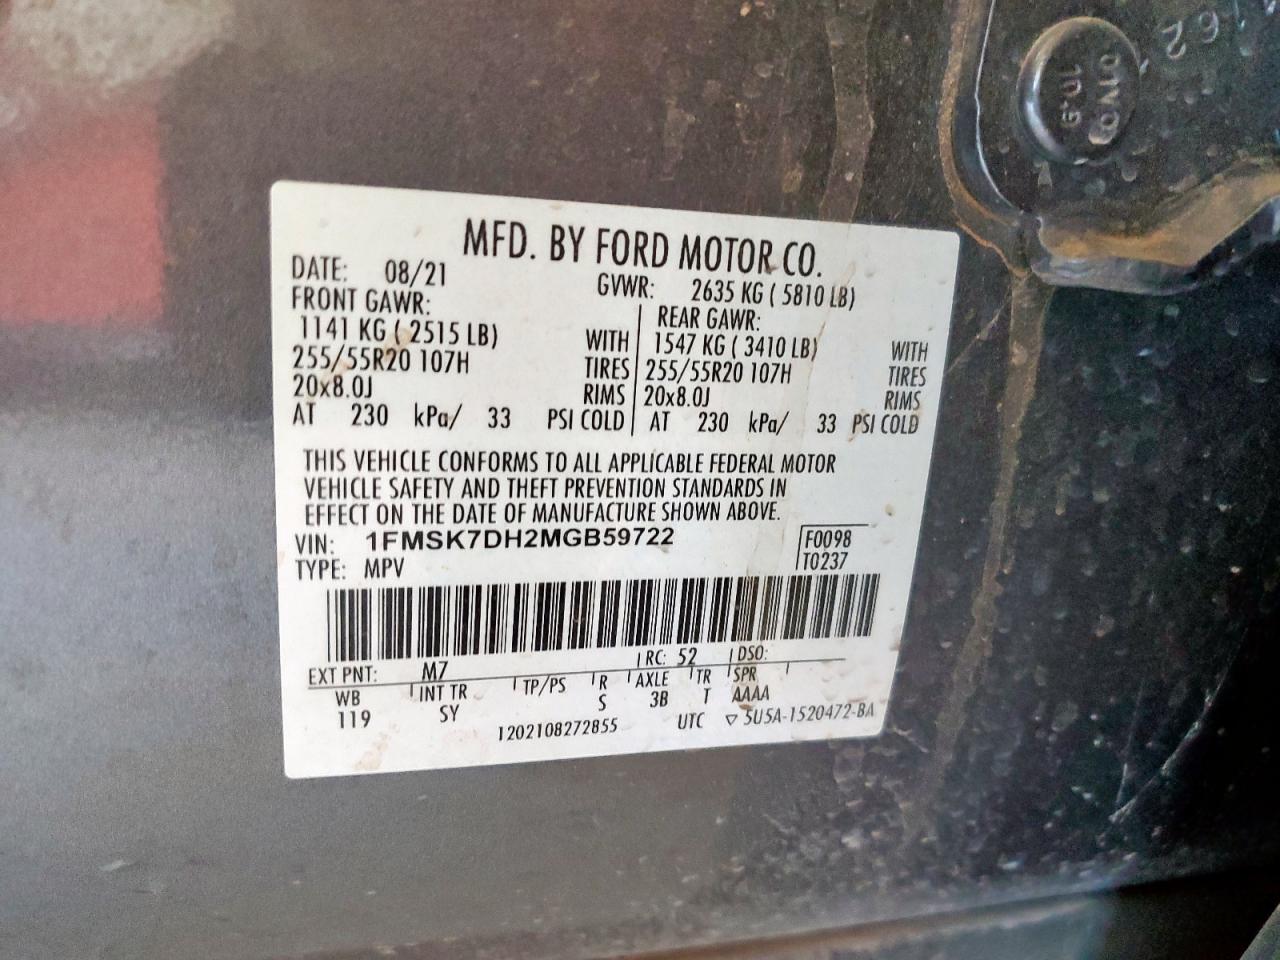 MFD. BY FORD MOTOR CO.
DATE: 08/21 GVWR: 2635 KG ( 5810 LB)
FRONT GAWR: REAR GAWR:
1141 KG ( 2515 LB) WITH 1547 KG ( 3410 LB) WITH
255/55R20 107H TIRES 255/55R20 107H TIRES
20x8.0J RIMS 20x8.0J RIMS
AT 230 kPa/ 33 PSI COLD AT 230 kPa/ 33 PSI COLD
THIS VEHICLE CONFORMS TO ALL APPLICABLE FEDERAL MOTOR
VEHICLE SAFETY AND THEFT PREVENTION STANDARDS IN
EFFECT ON THE DATE OF MANUFACTURE SHOWN ABOVE.
VIN: 1FMSK7DH2MGB59722 F0098
TYPE: MPV T0237
EXT PNT: M7 RC: 52 DSO:
WB INT TR TP/PS R AXLE TR SPR
119 SY S 3B T AAAA
1202108272855 UTC ▽ 5U5A-1520472-BA
10.9
62